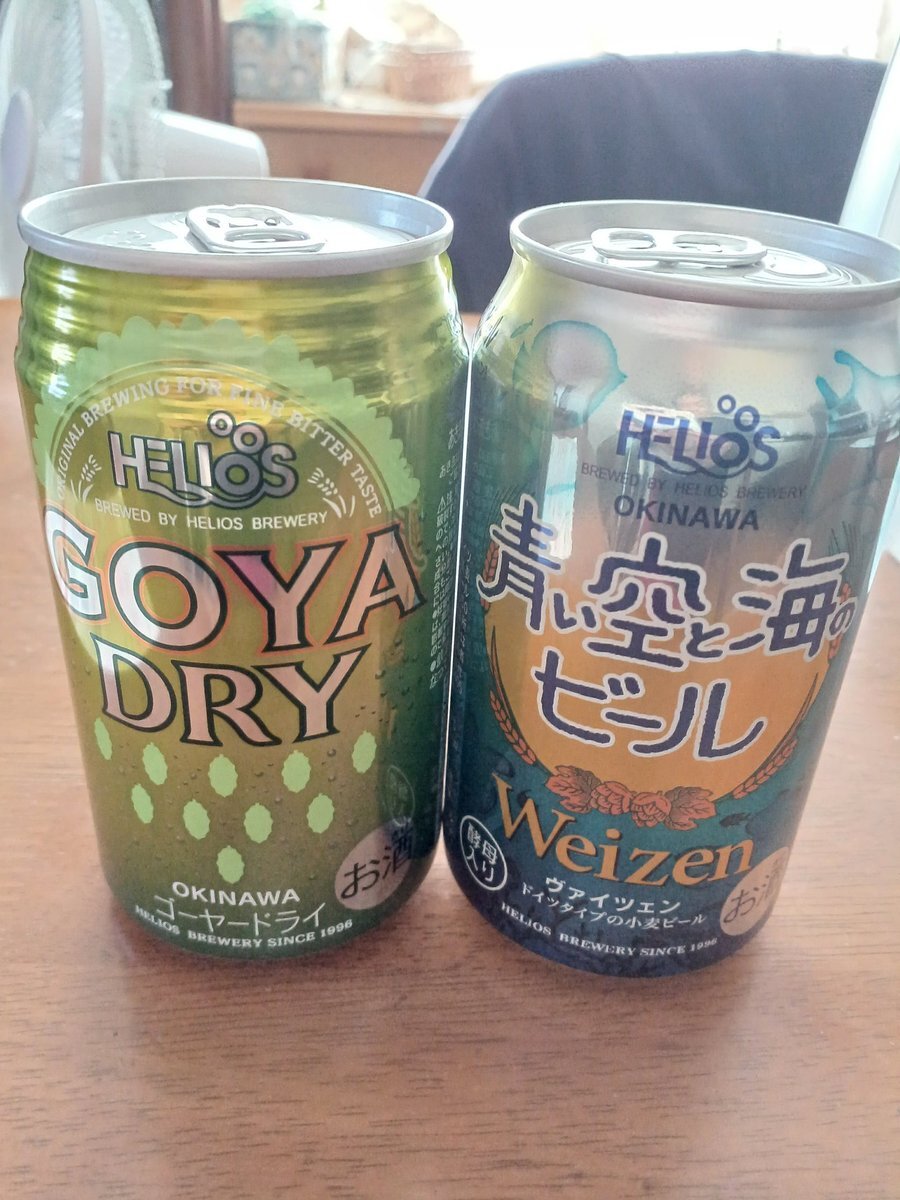 ORIGINAL BREWING FOR FINE BITTER TASTE
HELIOS
BREWED BY HELIOS BREWERY
GOYA
DRY
お酒
OKINAWA
ゴーヤードライ
HELIOS BREWERY SINCE 1996
HELIOS
BREWED BY HELIOS BREWERY
OKINAWA
青い空と海の
ビール
Weizen
酵母
入り
ヴァイツェン
ドイツタイプの小麦ビール
お酒
HELIOS BREWERY SINCE 1996